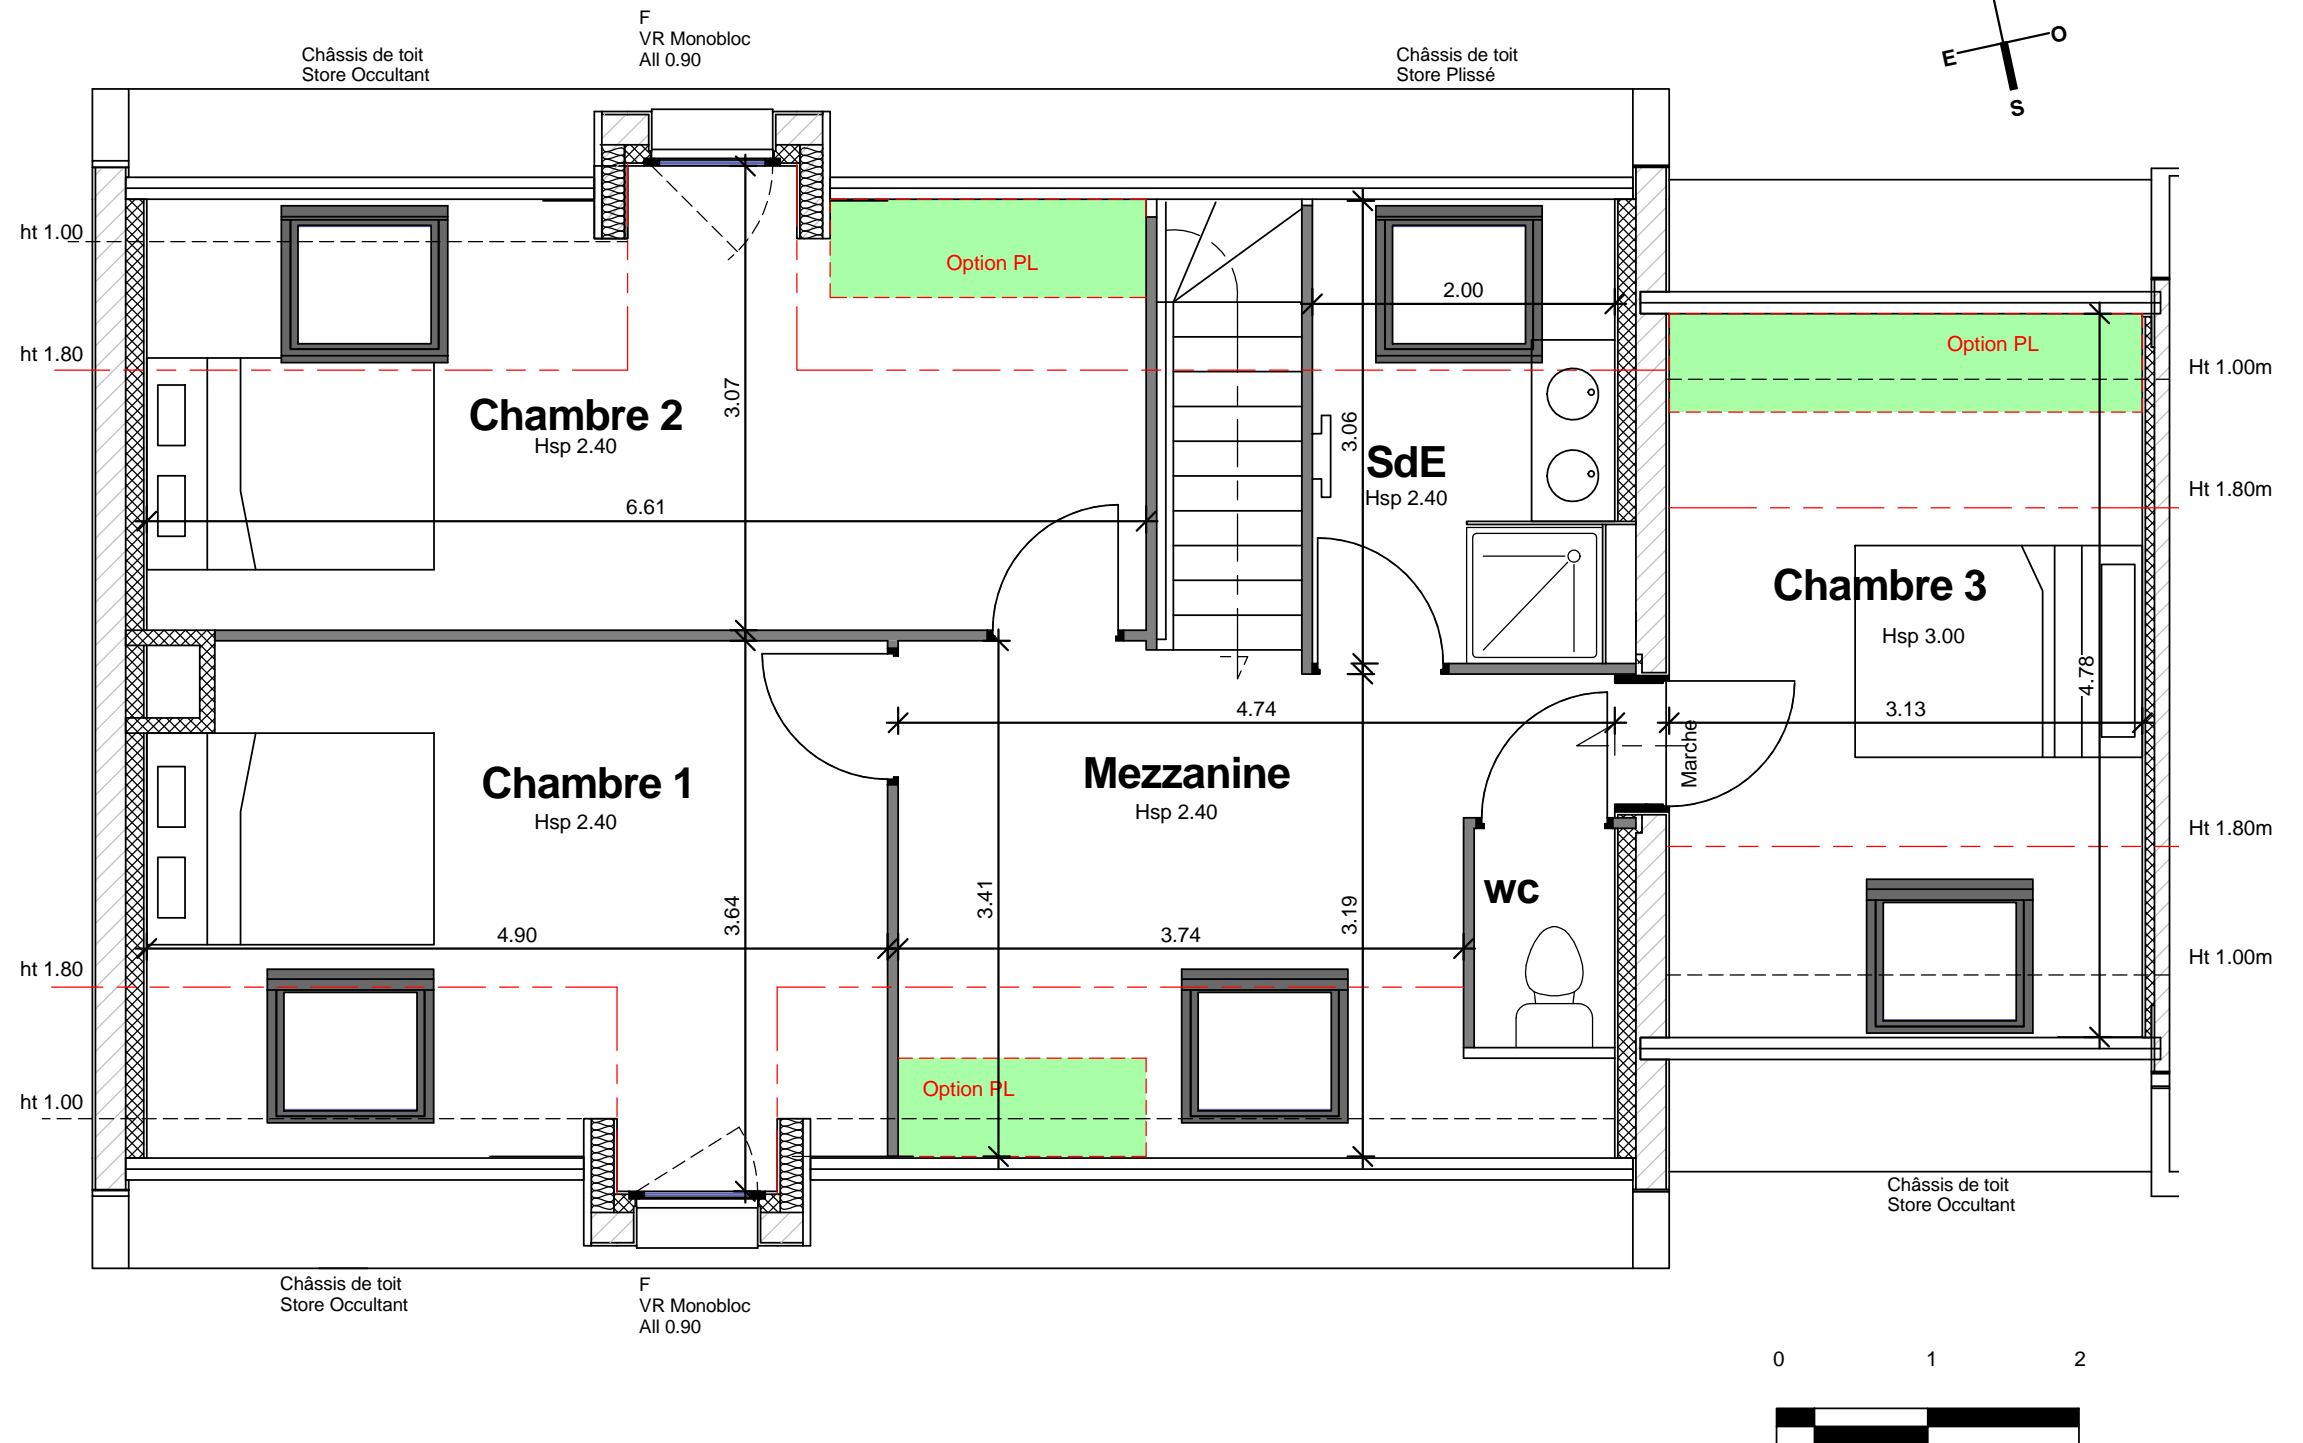 F
VR Monobloc
All 0.90
Châssis de toit
Store Occultant
Châssis de toit
Store Plissé
E
O
S
ht 1.00
Option PL
2.00
ht 1.80
Option PL
Ht 1.00m
3.07
Chambre 2
Hsp 2.40
3.06
SdE
Hsp 2.40
Ht 1.80m
6.61
Chambre 3
Hsp 3.00
4.78
4.74
3.13
Marche
Chambre 1
Hsp 2.40
Mezzanine
Hsp 2.40
Ht 1.80m
wc
3.64
3.41
3.19
4.90
3.74
ht 1.80
Ht 1.00m
Option PL
ht 1.00
Châssis de toit
Store Occultant
Châssis de toit
Store Occultant
F
VR Monobloc
All 0.90
0 1 2